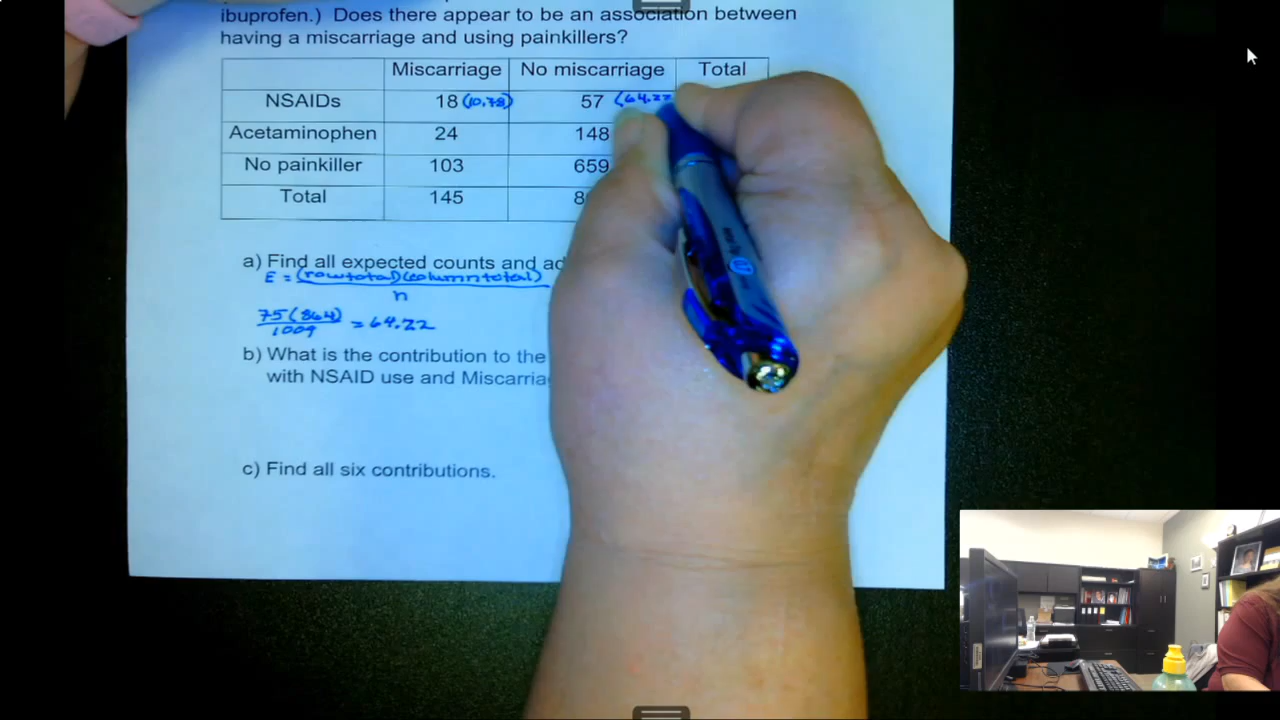 ibuprofen.) Does there appear to be an association between
having a miscarriage and using painkillers?
Miscarriage No miscarriage Total
NSAIDs 18 (10.78) 57 (64.22
Acetaminophen 24 148
No painkiller 103 659
Total 145 8
a) Find all expected counts and ad
E = (row total)(column total)
n
75(864)
1009
= 64.22
b) What is the contribution to the
with NSAID use and Miscarria
c) Find all six contributions.